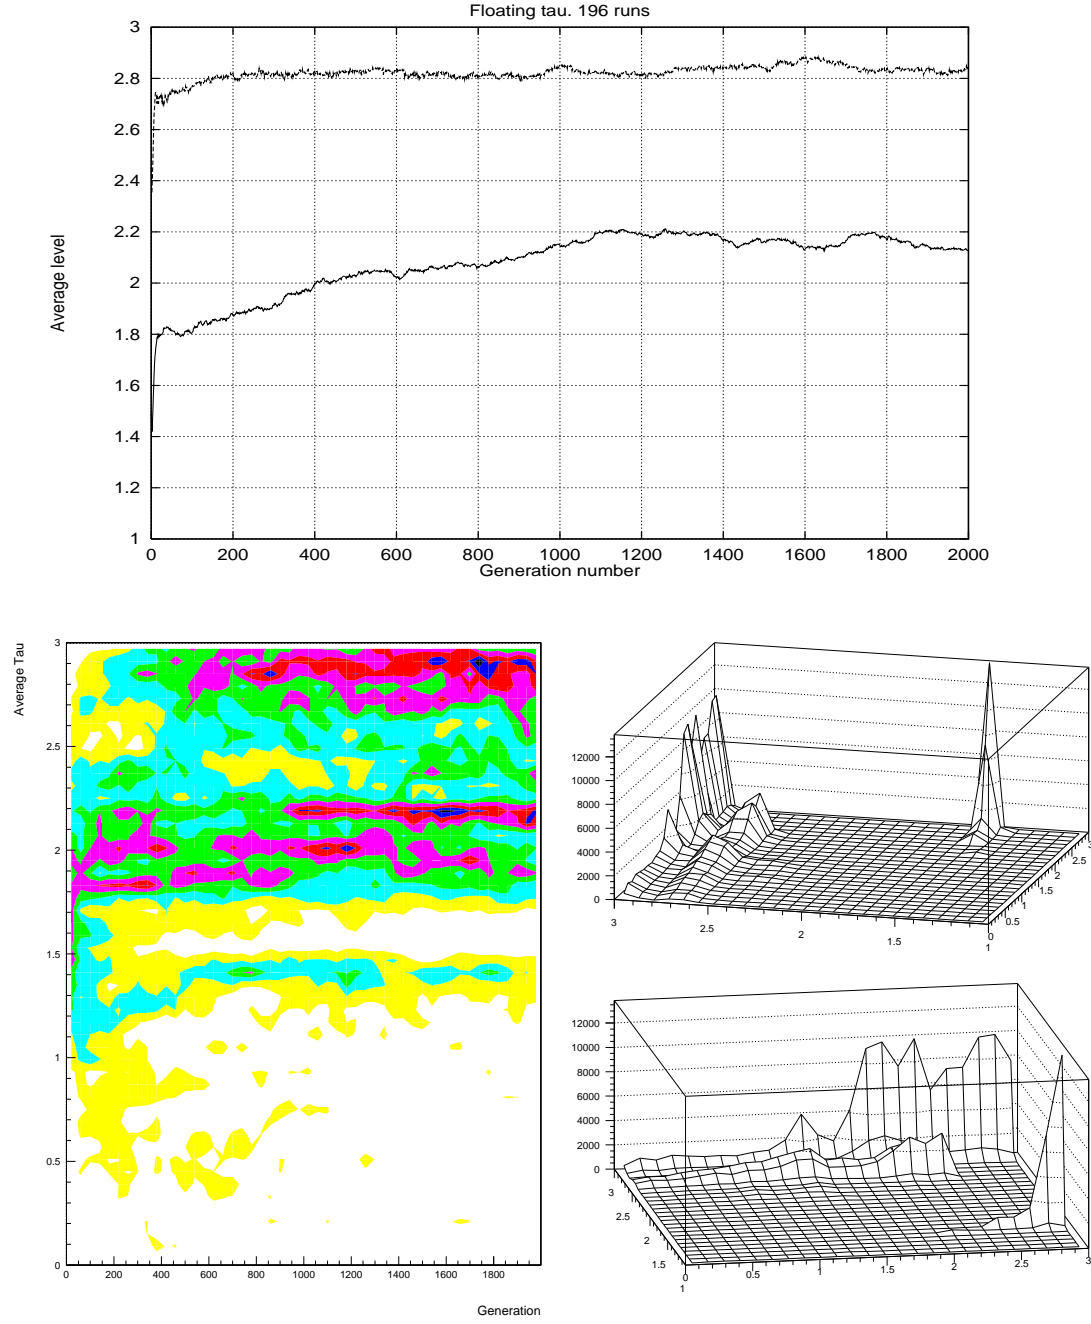 Floating tau. 196 runs
3
2.8
2.6
2.4
2.2
2
1.8
1.6
1.4
1.2
1
Average level
0 200 400 600 800 1000 1200 1400 1600 1800 2000
Generation number
Average Tau
3
2.5
2
1.5
1
0.5
0
0 200 400 600 800 1000 1200 1400 1600 1800
Generation
12000
10000
8000
6000
4000
2000
0
3 2.5 2 1.5 1
0 0.5 1 1.5 2 2.5 3
12000
10000
8000
6000
4000
2000
0
3 2.5 2 1.5 1
0 0.5 1 1.5 2 2.5 3